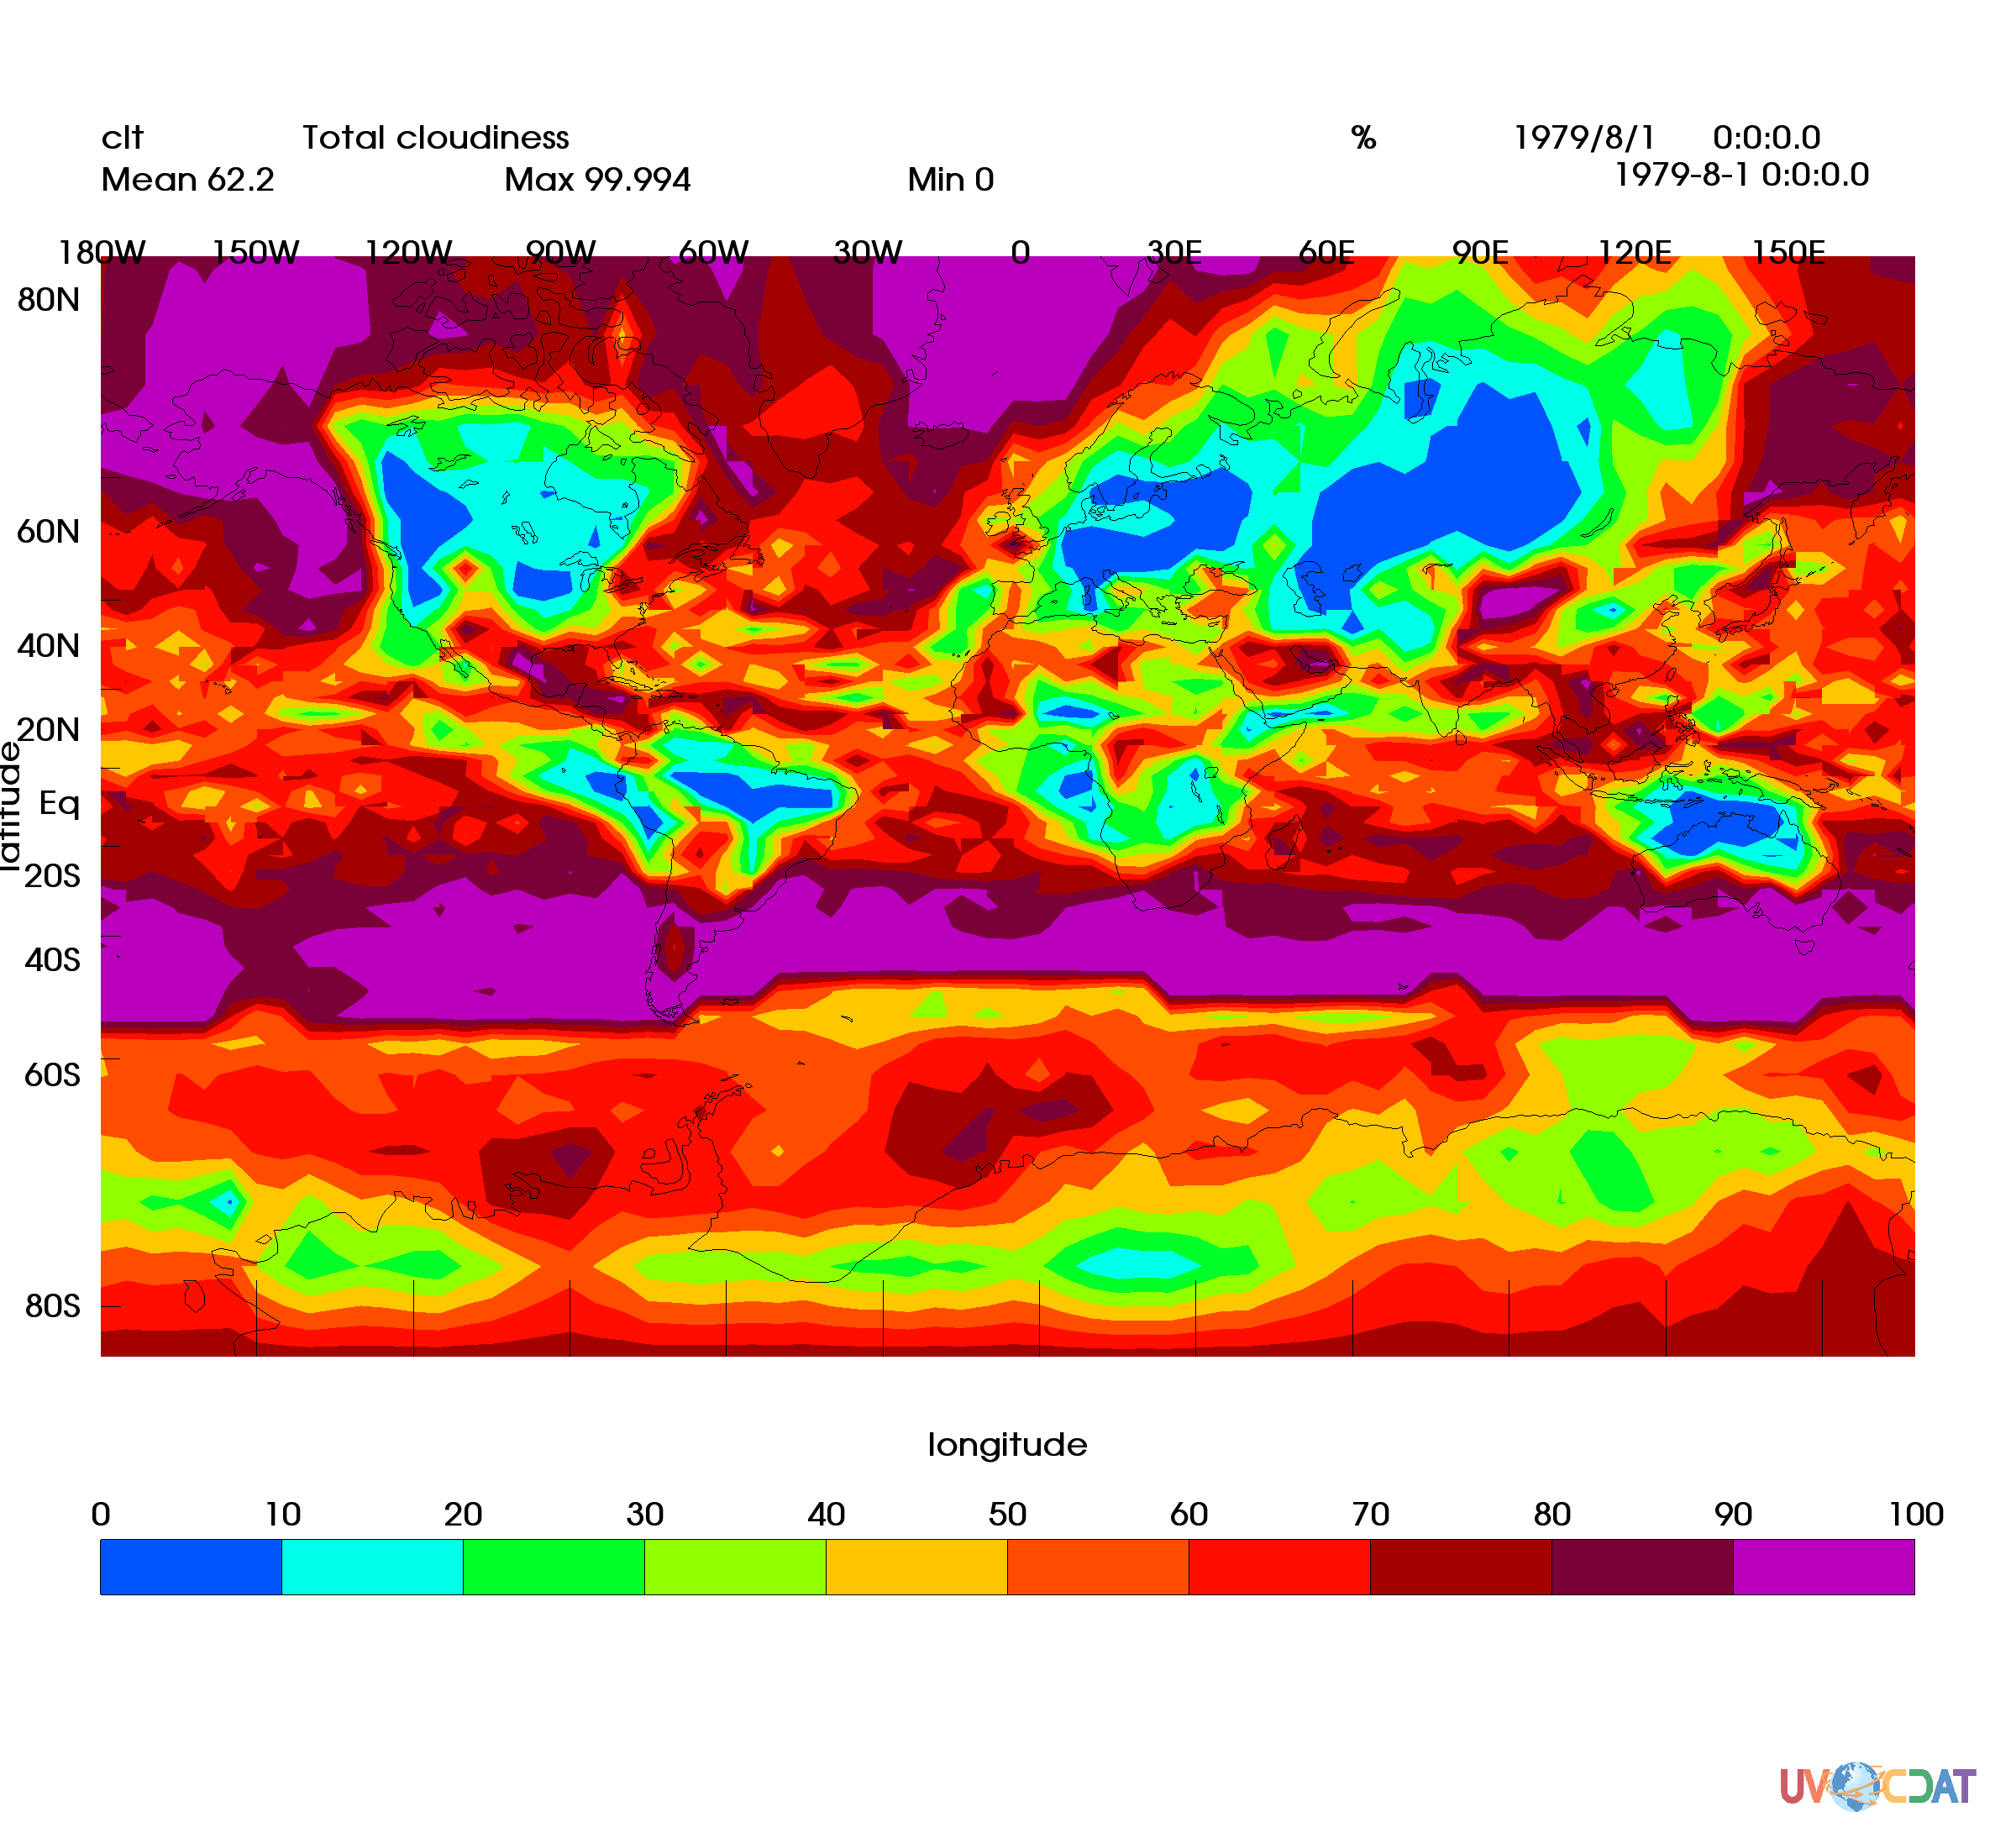 clt Total cloudiness % 1979/8/1 0:0:0.0
Mean 62.2 Max 99.994 Min 0 1979-8-1 0:0:0.0
180W 150W 120W 90W 60W 30W 0 30E 60E 90E 120E 150E
80N
60N
40N
20N
latitude
Eq
20S
40S
60S
80S
longitude
0 10 20 30 40 50 60 70 80 90 100
UV CDAT